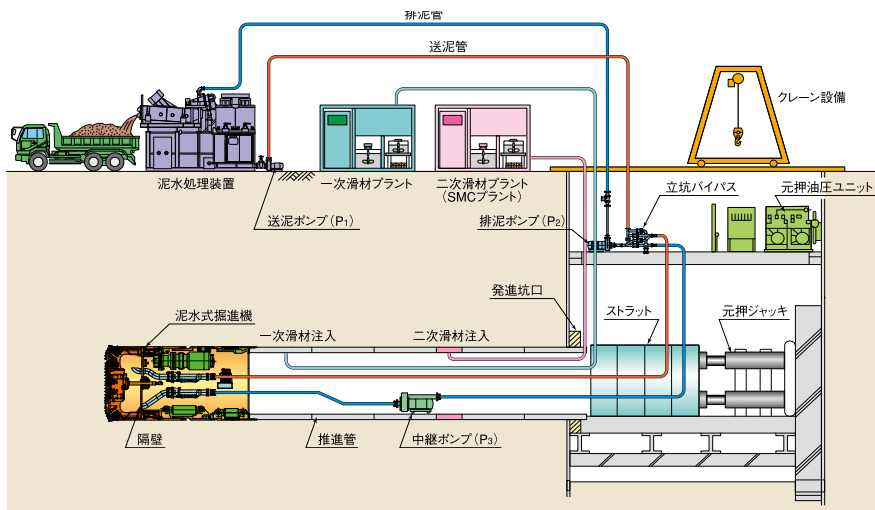 排泥管
送泥管
クレーン設備
泥水処理装置
一次滑材プラント
二次滑材プラント
(SMCプラント)
立坑バイパス
元押油圧ユニット
送泥ポンプ(P1)
排泥ポンプ(P2)
発進坑口
ストラット
元押ジャッキ
泥水式掘進機
一次滑材注入
二次滑材注入
隔壁
推進管
中継ポンプ(P3)